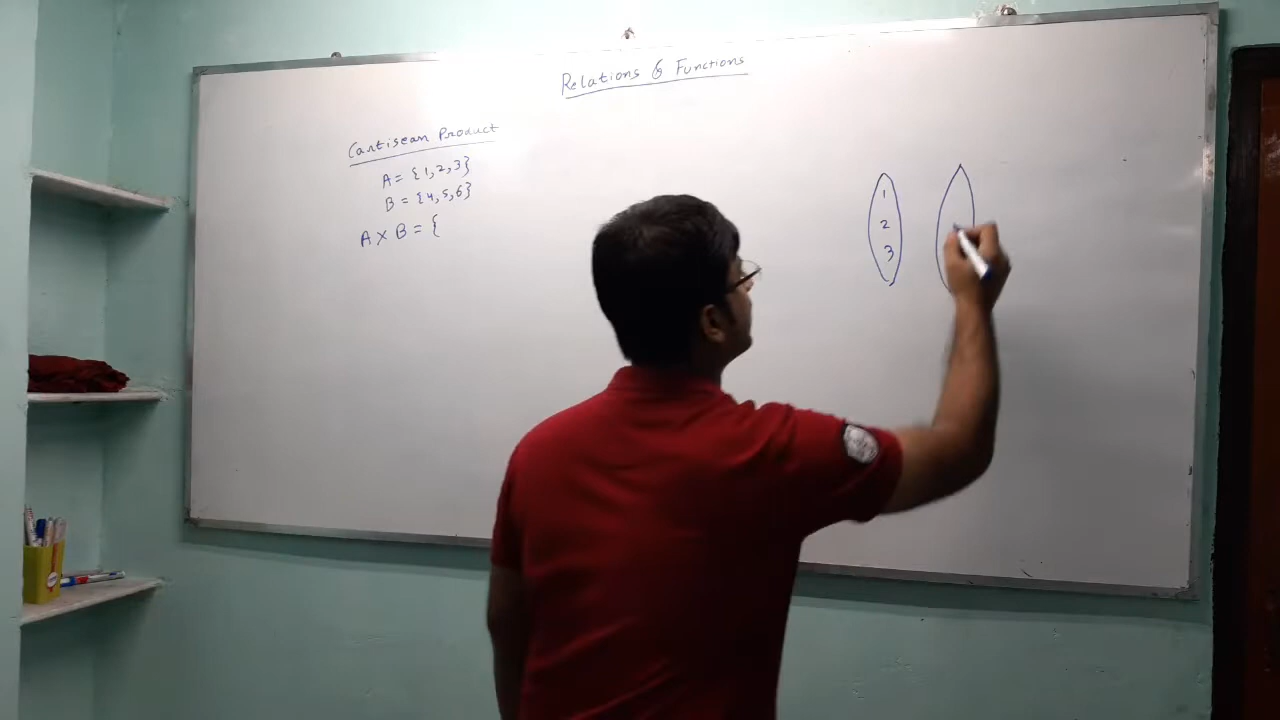 Relations & Functions
Cartisean Product
A = {1, 2, 3}
B = {4, 5, 6}
A × B = {
1
2
3